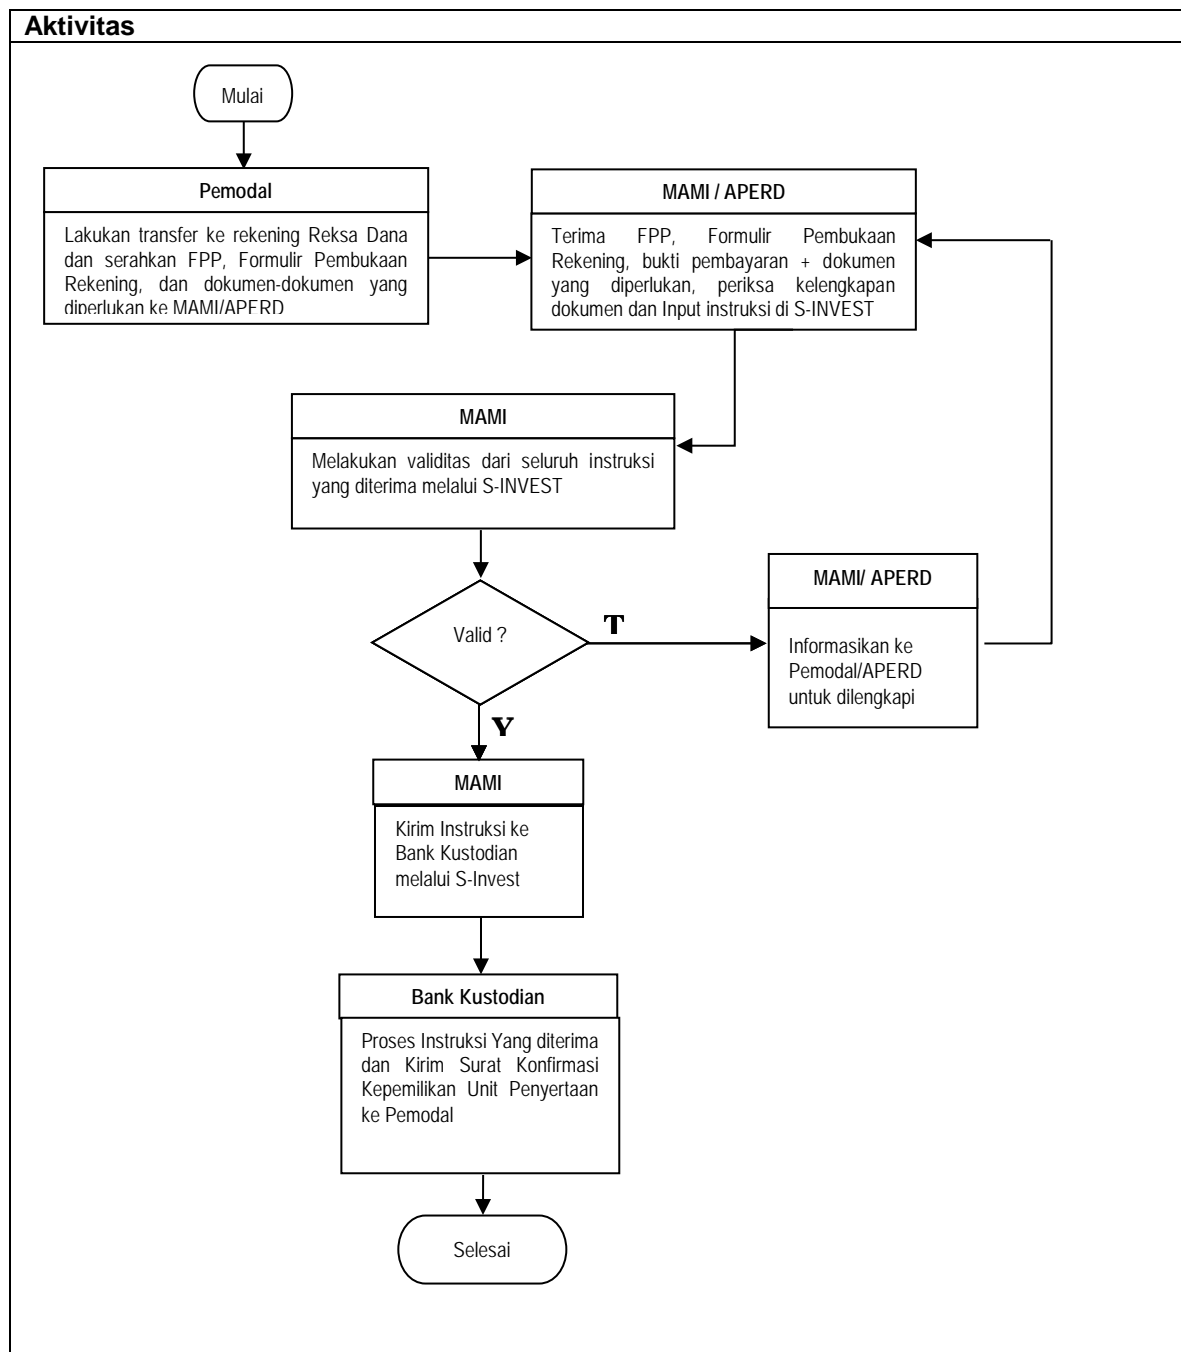 Aktivitas
Mulai
Pemodal
Lakukan transfer ke rekening Reksa Dana
dan serahkan FPP, Formulir Pembukaan
Rekening, dan dokumen-dokumen yang
diperlukan ke MAMI/APERD
MAMI / APERD
Terima FPP, Formulir Pembukaan
Rekening, bukti pembayaran + dokumen
yang diperlukan, periksa kelengkapan
dokumen dan Input instruksi di S-INVEST
MAMI
Melakukan validitas dari seluruh instruksi
yang diterima melalui S-INVEST
Valid ?
T
MAMI/ APERD
Informasikan ke
Pemodal/APERD
untuk dilengkapi
Y
MAMI
Kirim Instruksi ke
Bank Kustodian
melalui S-Invest
Bank Kustodian
Proses Instruksi Yang diterima
dan Kirim Surat Konfirmasi
Kepemilikan Unit Penyertaan
ke Pemodal
Selesai